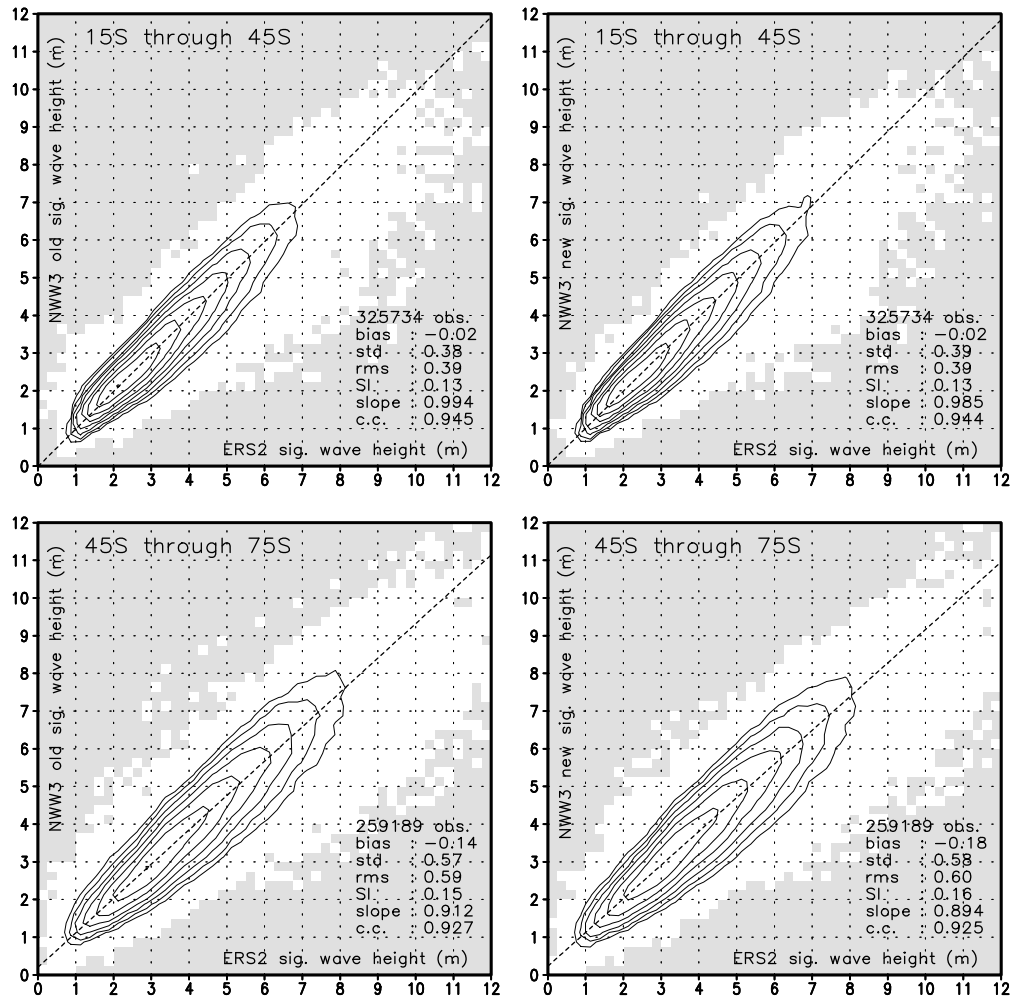 15S through 45S
NWW3 old sig. wave height (m)
12
11
10
9
8
7
6
5
4
3
2
1
0
325734 obs.
bias : −0.02
std : 0.38
rms : 0.39
SI : 0.13
slope : 0.994
c.c. : 0.945
ERS2 sig. wave height (m)
0 1 2 3 4 5 6 7 8 9 10 11 12
15S through 45S
NWW3 new sig. wave height (m)
12
11
10
9
8
7
6
5
4
3
2
1
0
325734 obs.
bias : −0.02
std : 0.39
rms : 0.39
SI : 0.13
slope : 0.985
c.c. : 0.944
ERS2 sig. wave height (m)
0 1 2 3 4 5 6 7 8 9 10 11 12
45S through 75S
NWW3 old sig. wave height (m)
12
11
10
9
8
7
6
5
4
3
2
1
0
259189 obs.
bias : −0.14
std : 0.57
rms : 0.59
SI : 0.15
slope : 0.912
c.c. : 0.927
ERS2 sig. wave height (m)
0 1 2 3 4 5 6 7 8 9 10 11 12
45S through 75S
NWW3 new sig. wave height (m)
12
11
10
9
8
7
6
5
4
3
2
1
0
259189 obs.
bias : −0.18
std : 0.58
rms : 0.60
SI : 0.16
slope : 0.894
c.c. : 0.925
ERS2 sig. wave height (m)
0 1 2 3 4 5 6 7 8 9 10 11 12